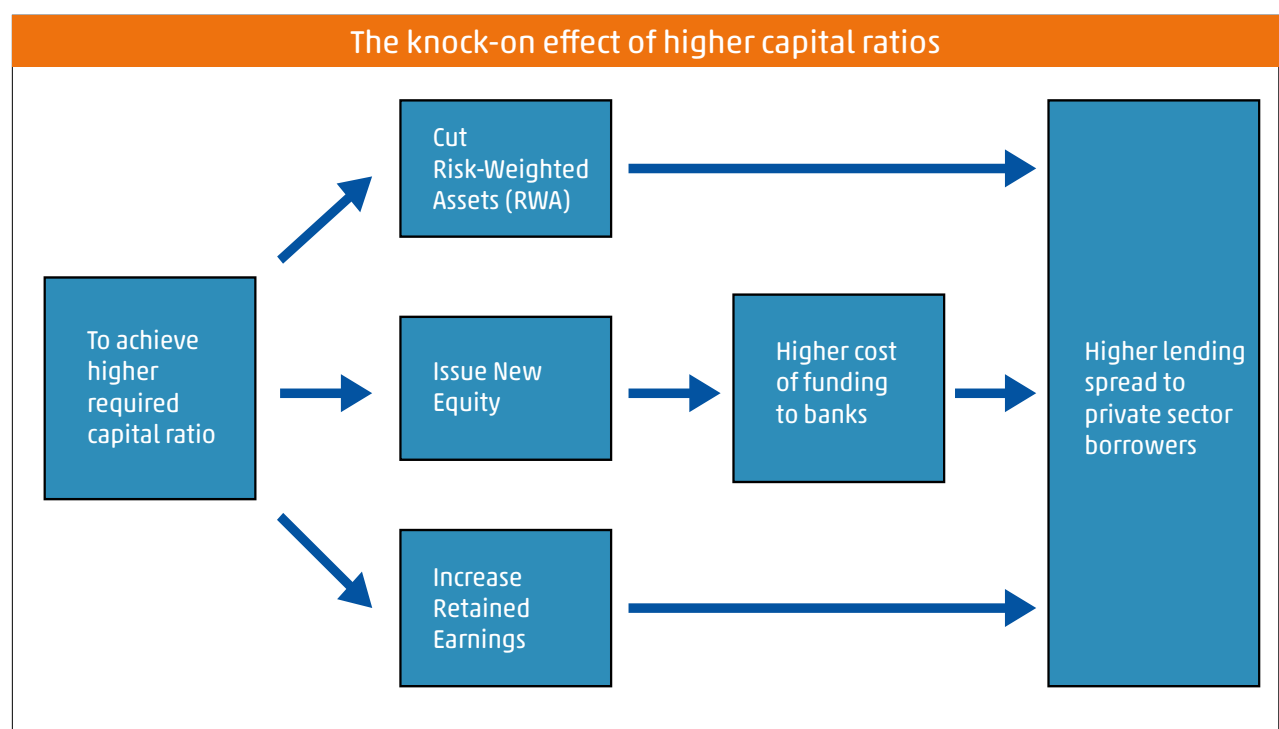 The knock-on effect of higher capital ratios
Cut
Risk-Weighted
Assets (RWA)
To achieve
higher
required
capital ratio
Issue New
Equity
Higher cost
of funding
to banks
Higher lending
spread to
private sector
borrowers
Increase
Retained
Earnings